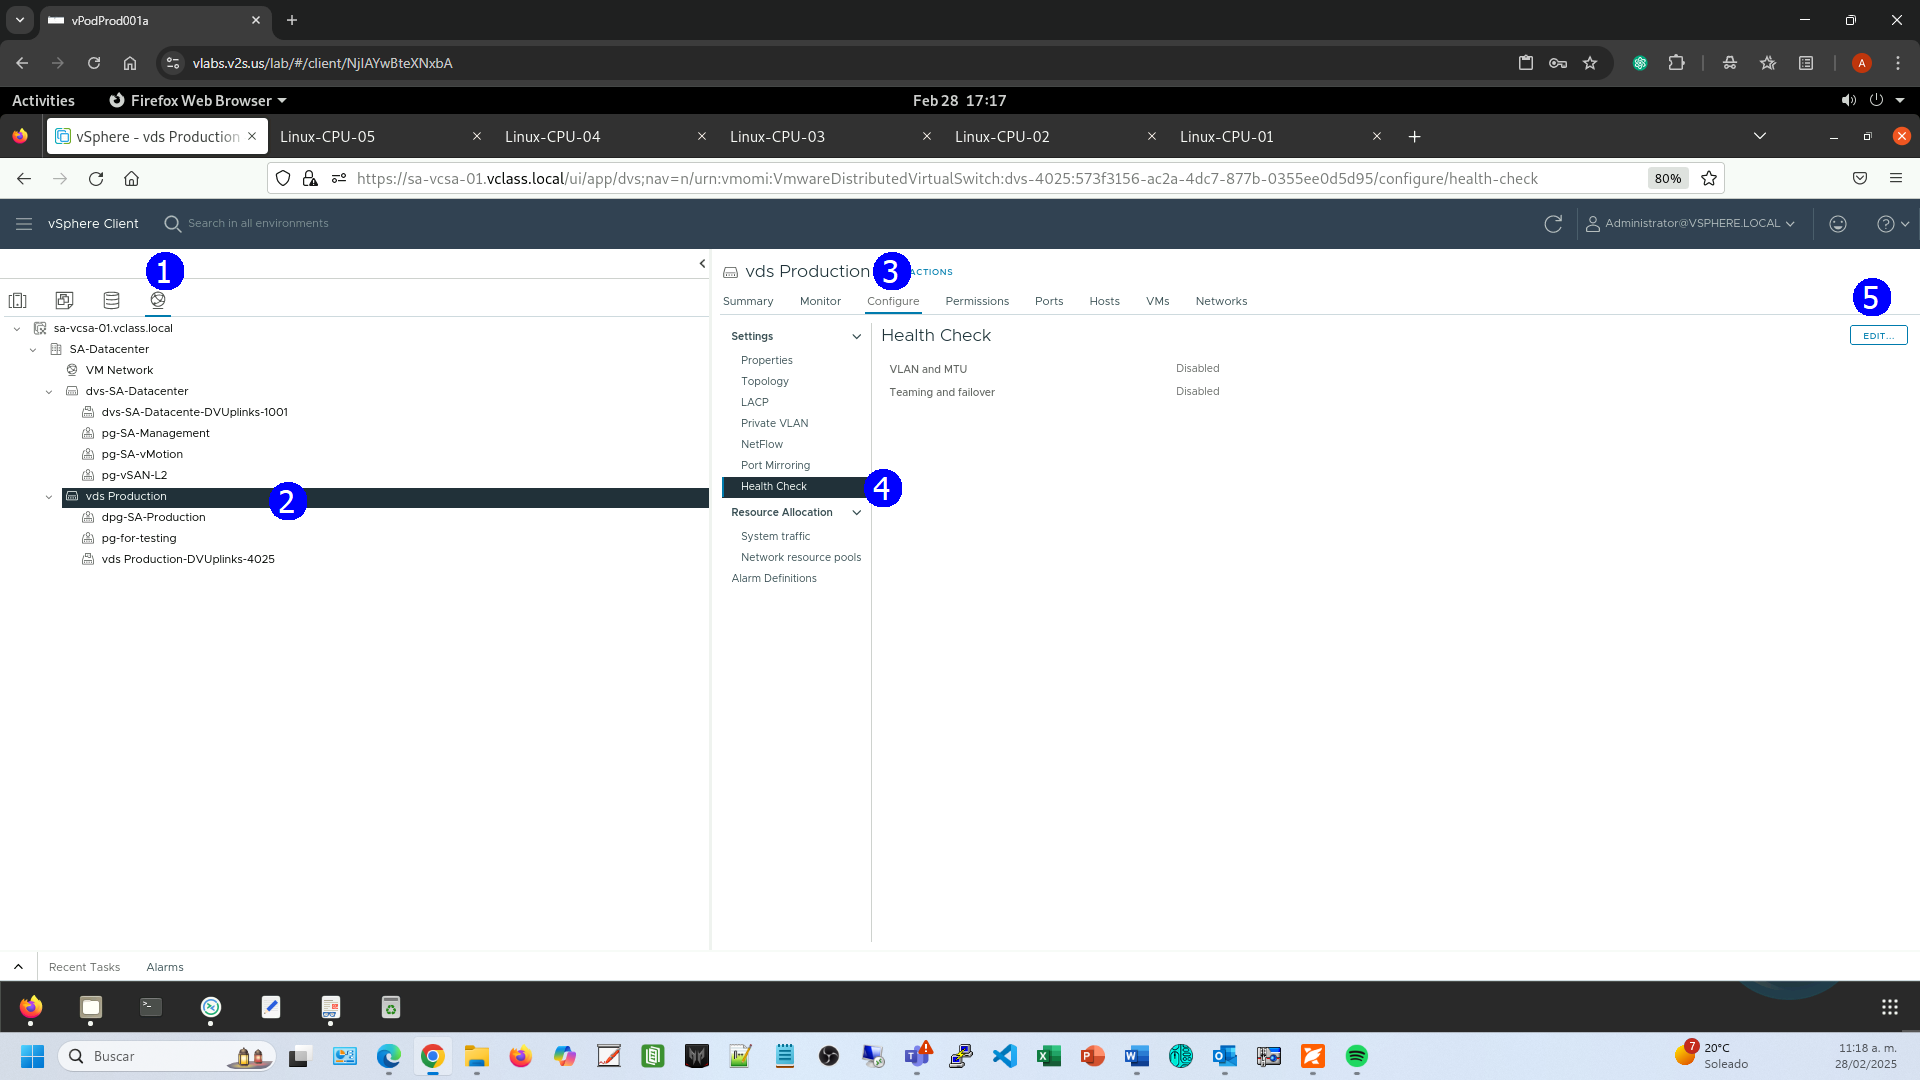 vPodProd001a
vlabs.v2s.us/lab/#/client/NjIAYwBteXNxbA
A
Activities
Firefox Web Browser
Feb 28 17:17
vSphere - vds Production
Linux-CPU-05
Linux-CPU-04
Linux-CPU-03
Linux-CPU-02
Linux-CPU-01
https://sa-vcsa-01.vclass.local/ui/app/dvs;nav=n/urn:vmomi:VmwareDistributedVirtualSwitch:dvs-4025:573f3156-ac2a-4dc7-877b-0355ee0d5d95/configure/health-check
80%
vSphere Client
Search in all environments
Administrator@VSPHERE.LOCAL
1
sa-vcsa-01.vclass.local
SA-Datacenter
VM Network
dvs-SA-Datacenter
dvs-SA-Datacente-DVUplinks-1001
pg-SA-Management
pg-SA-vMotion
pg-vSAN-L2
vds Production
2
dpg-SA-Production
pg-for-testing
vds Production-DVUplinks-4025
vds Production
3
ACTIONS
Summary
Monitor
Configure
Permissions
Ports
Hosts
VMs
Networks
5
Settings
Properties
Topology
LACP
Private VLAN
NetFlow
Port Mirroring
Health Check
4
Resource Allocation
System traffic
Network resource pools
Alarm Definitions
Health Check
EDIT...
VLAN and MTU
Disabled
Teaming and failover
Disabled
Recent Tasks
Alarms
Buscar
7
20°C
Soleado
11:18 a. m.
28/02/2025